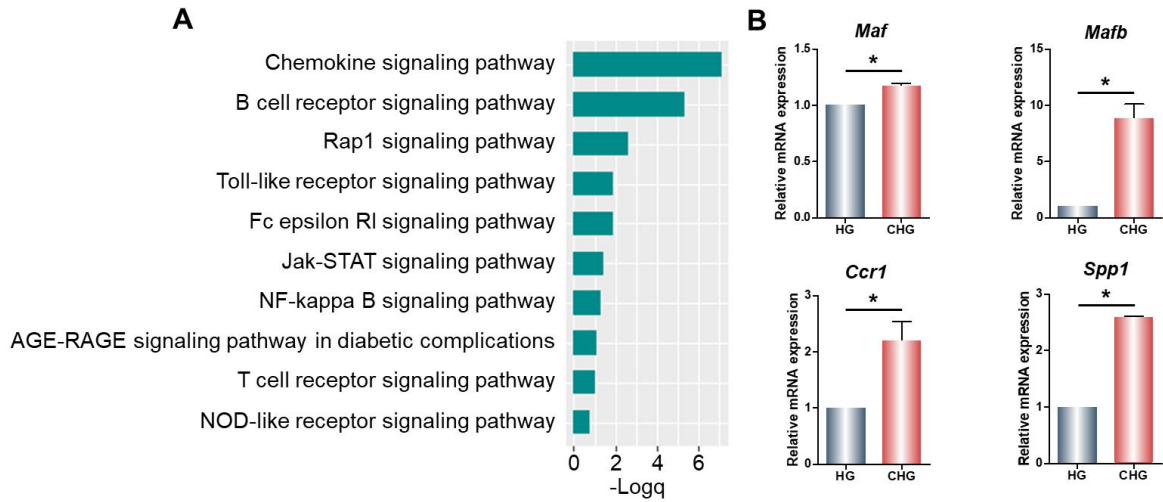 A
Chemokine signaling pathway
B cell receptor signaling pathway
Rap1 signaling pathway
Toll-like receptor signaling pathway
Fc epsilon RI signaling pathway
Jak-STAT signaling pathway
NF-kappa B signaling pathway
AGE-RAGE signaling pathway in diabetic complications
T cell receptor signaling pathway
NOD-like receptor signaling pathway
0 2 4 6
-Logq
B
Maf
Relative mRNA expression
1.5
1.0
0.5
0.0
*
HG CHG
Mafb
Relative mRNA expression
15
10
5
0
*
HG CHG
Ccr1
Relative mRNA expression
3
2
1
0
*
HG CHG
Spp1
Relative mRNA expression
3
2
1
0
*
HG CHG